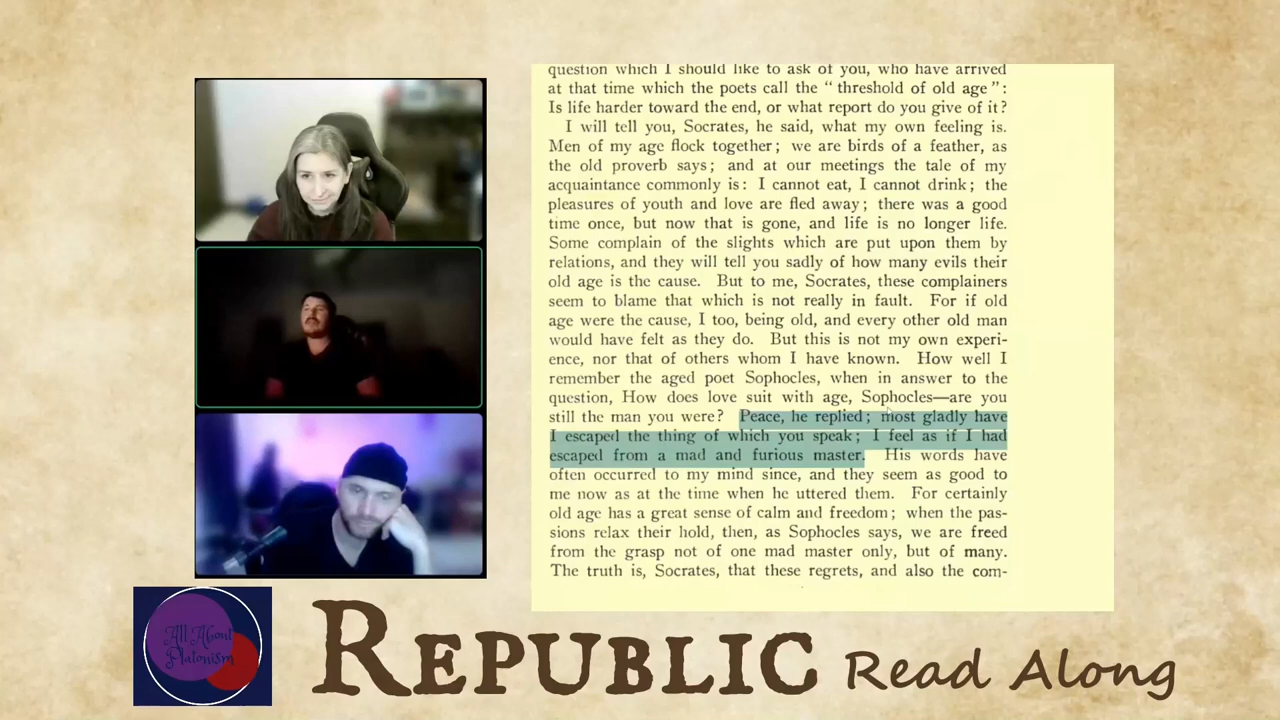 question which I should like to ask of you, who have arrived
at that time which the poets call the “ threshold of old age ” :
Is life harder toward the end, or what report do you give of it?
I will tell you, Socrates, he said, what my own feeling is.
Men of my age flock together ; we are birds of a feather, as
the old proverb says ; and at our meetings the tale of my
acquaintance commonly is : I cannot eat, I cannot drink ; the
pleasures of youth and love are fled away ; there was a good
time once, but now that is gone, and life is no longer life.
Some complain of the slights which are put upon them by
relations, and they will tell you sadly of how many evils their
old age is the cause. But to me, Socrates, these complainers
seem to blame that which is not really in fault. For if old
age were the cause, I too, being old, and every other old man
would have felt as they do. But this is not my own experi-
ence, nor that of others whom I have known. How well I
remember the aged poet Sophocles, when in answer to the
question, How does love suit with age, Sophocles—are you
still the man you were? Peace, he replied ; most gladly have
I escaped the thing of which you speak ; I feel as if I had
escaped from a mad and furious master. His words have
often occurred to my mind since, and they seem as good to
me now as at the time when he uttered them. For certainly
old age has a great sense of calm and freedom ; when the pas-
sions relax their hold, then, as Sophocles says, we are freed
from the grasp not of one mad master only, but of many.
The truth is, Socrates, that these regrets, and also the com-
All About
Platonism
REPUBLIC Read Along